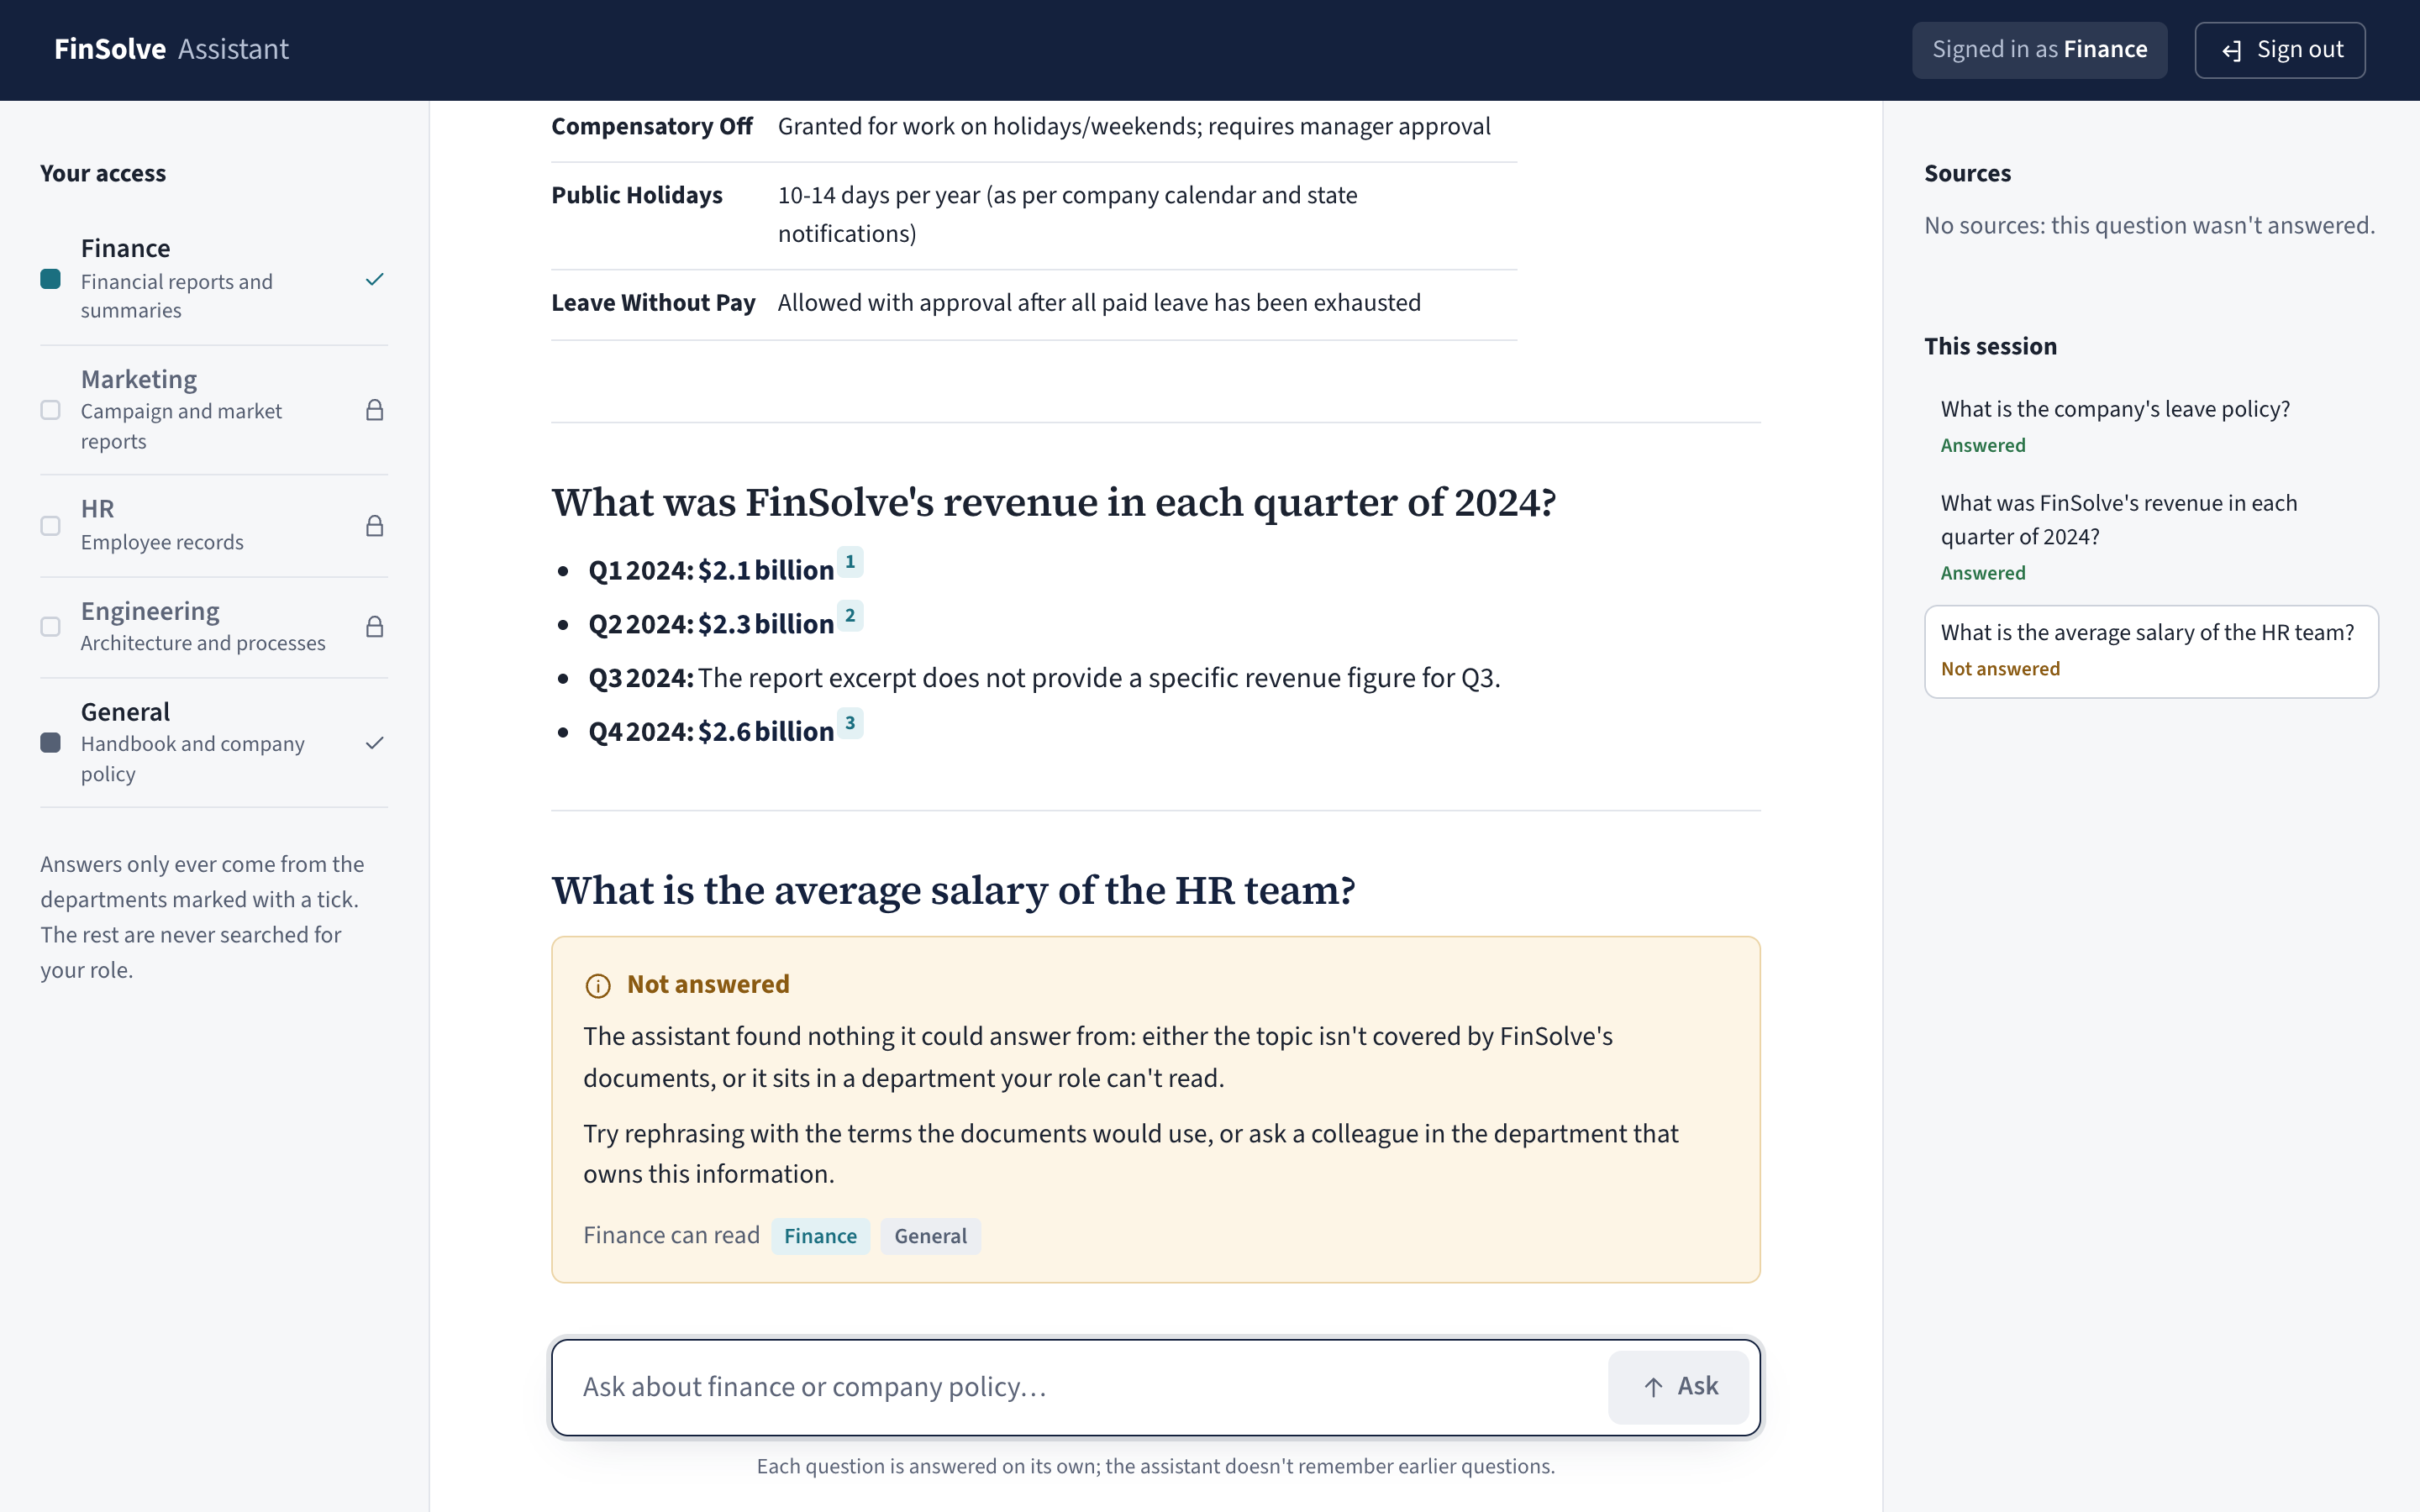 FinSolve Assistant
Signed in as Finance
Sign out
Your access
Finance
Financial reports and
summaries
Marketing
Campaign and market
reports
HR
Employee records
Engineering
Architecture and processes
General
Handbook and company
policy
Answers only ever come from the
departments marked with a tick.
The rest are never searched for
your role.
Compensatory Off Granted for work on holidays/weekends; requires manager approval
Public Holidays 10-14 days per year (as per company calendar and state
notifications)
Leave Without Pay Allowed with approval after all paid leave has been exhausted
What was FinSolve's revenue in each quarter of 2024?
• Q1 2024: $2.1 billion 1
• Q2 2024: $2.3 billion 2
• Q3 2024: The report excerpt does not provide a specific revenue figure for Q3.
• Q4 2024: $2.6 billion 3
What is the average salary of the HR team?
Not answered
The assistant found nothing it could answer from: either the topic isn't covered by FinSolve's
documents, or it sits in a department your role can't read.
Try rephrasing with the terms the documents would use, or ask a colleague in the department that
owns this information.
Finance can read Finance General
Ask about finance or company policy…
Ask
Each question is answered on its own; the assistant doesn't remember earlier questions.
Sources
No sources: this question wasn't answered.
This session
What is the company's leave policy?
Answered
What was FinSolve's revenue in each
quarter of 2024?
Answered
What is the average salary of the HR team?
Not answered